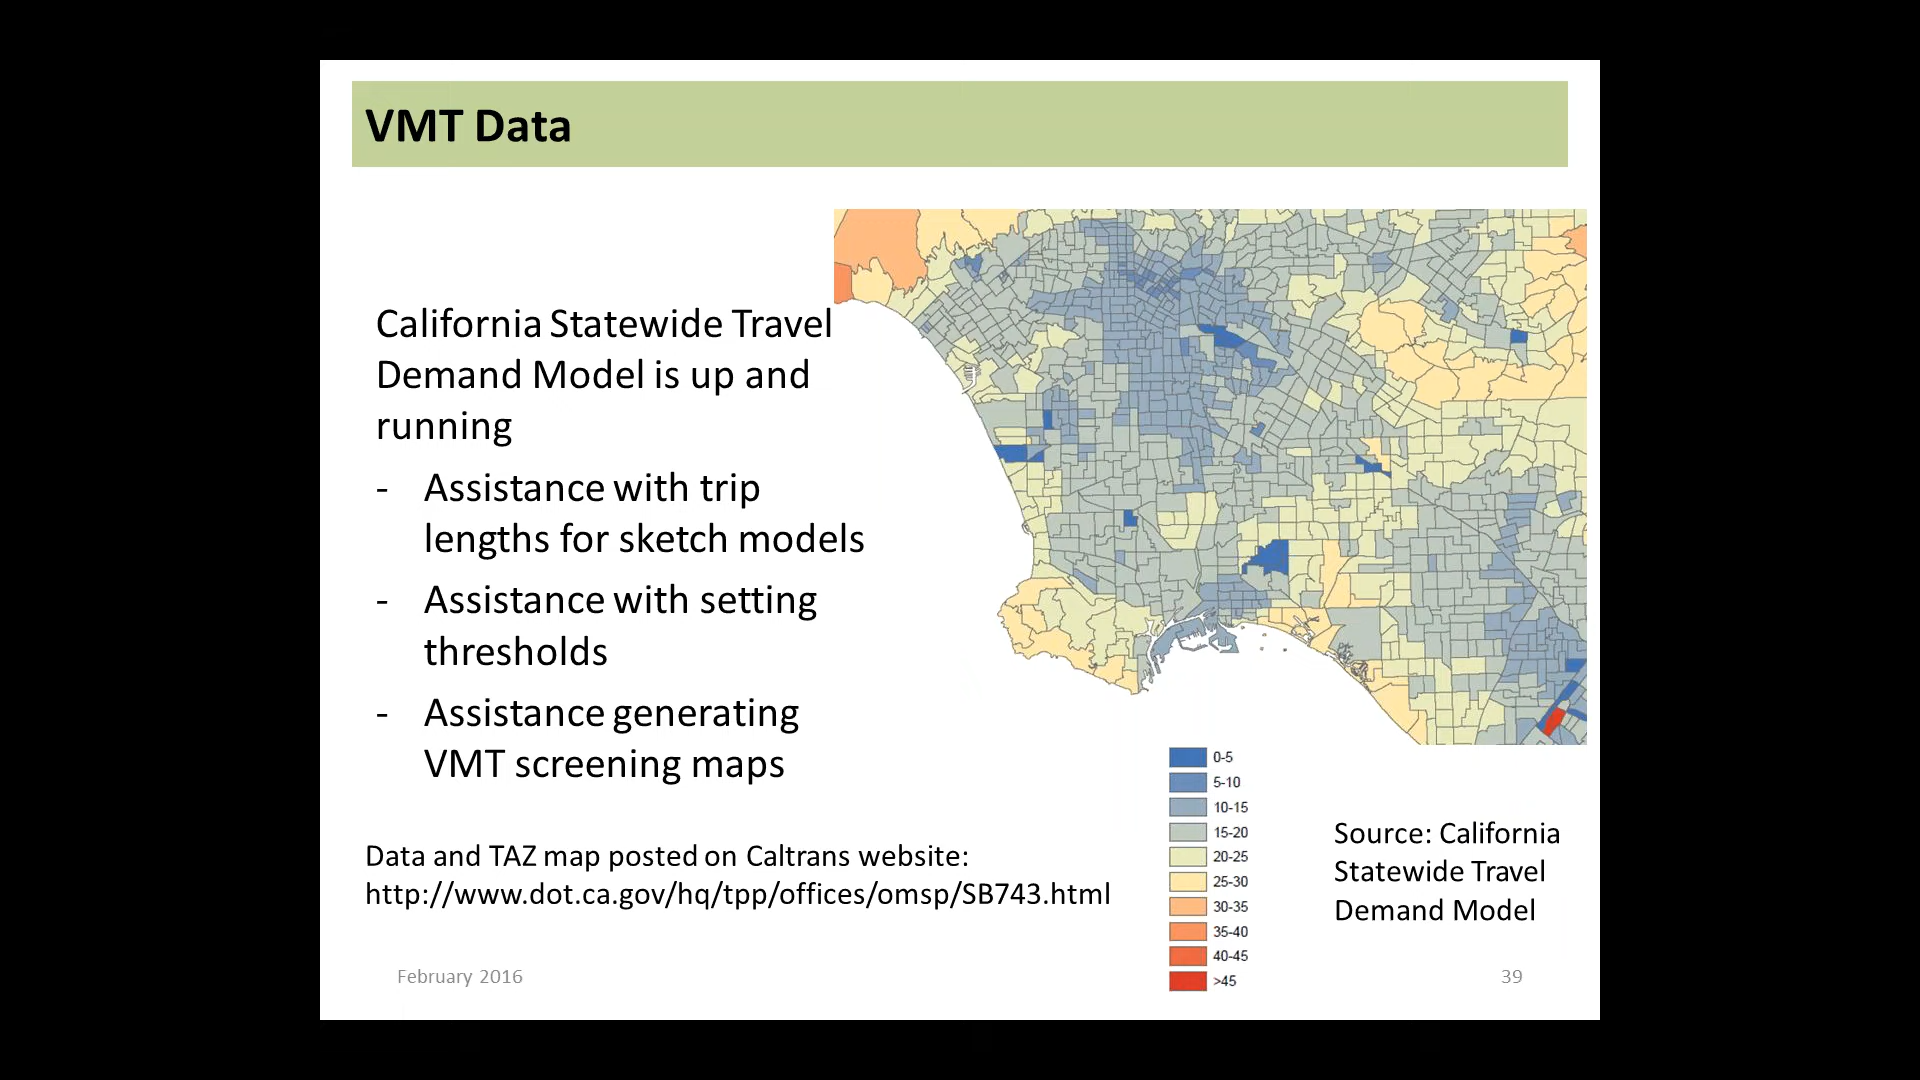 VMT Data
California Statewide Travel
Demand Model is up and
running
- Assistance with trip
lengths for sketch models
- Assistance with setting
thresholds
- Assistance generating
VMT screening maps
Data and TAZ map posted on Caltrans website:
http://www.dot.ca.gov/hq/tpp/offices/omsp/SB743.html
0-5
5-10
10-15
15-20
20-25
25-30
30-35
35-40
40-45
>45
Source: California
Statewide Travel
Demand Model
February 2016
39